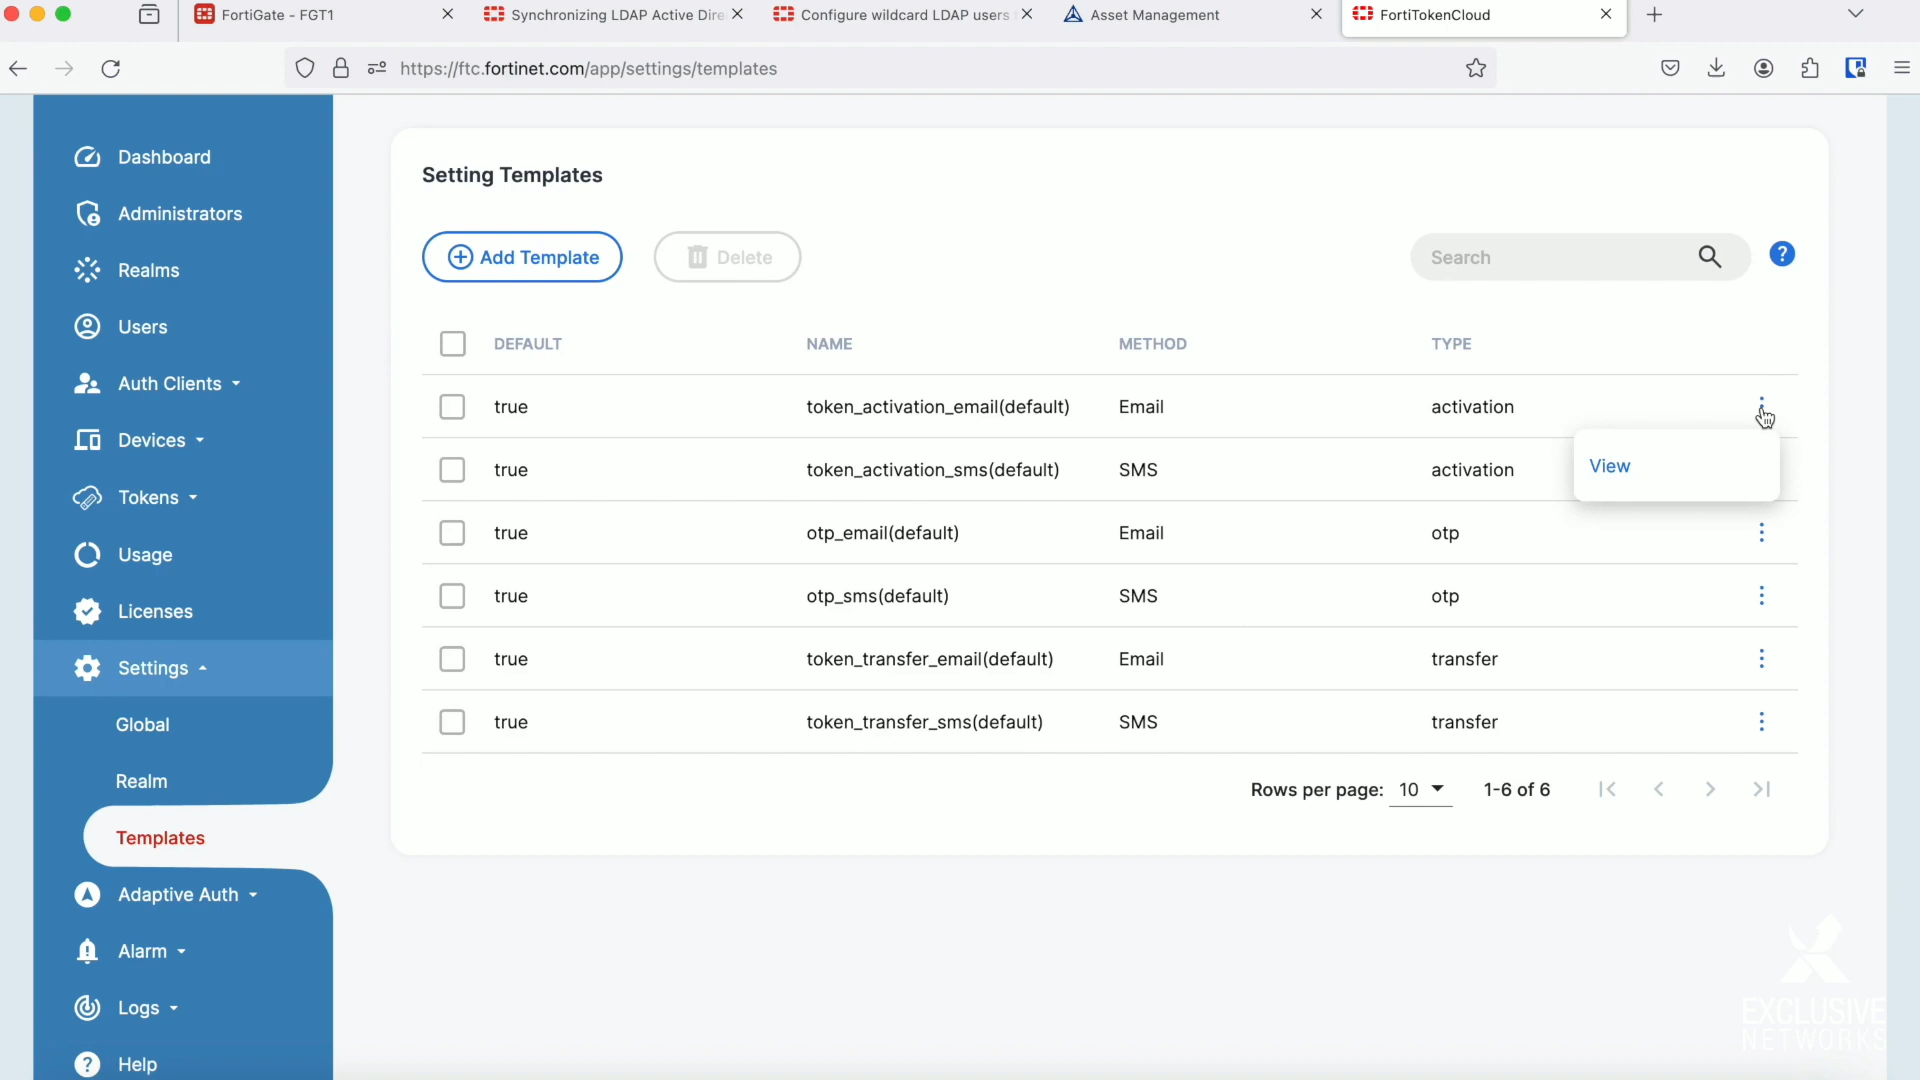 FortiGate - FGT1
Synchronizing LDAP Active Dire
Configure wildcard LDAP users
Asset Management
FortiTokenCloud
https://ftc.fortinet.com/app/settings/templates
Dashboard
Administrators
Realms
Users
Auth Clients
Devices
Tokens
Usage
Licenses
Settings
Global
Realm
Templates
Adaptive Auth
Alarm
Logs
Help
Setting Templates
Add Template
Delete
Search
?
DEFAULT NAME METHOD TYPE
true token_activation_email(default) Email activation
View
true token_activation_sms(default) SMS activation
true otp_email(default) Email otp
true otp_sms(default) SMS otp
true token_transfer_email(default) Email transfer
true token_transfer_sms(default) SMS transfer
Rows per page: 10 1-6 of 6
EXCLUSIVE
NETWORKS